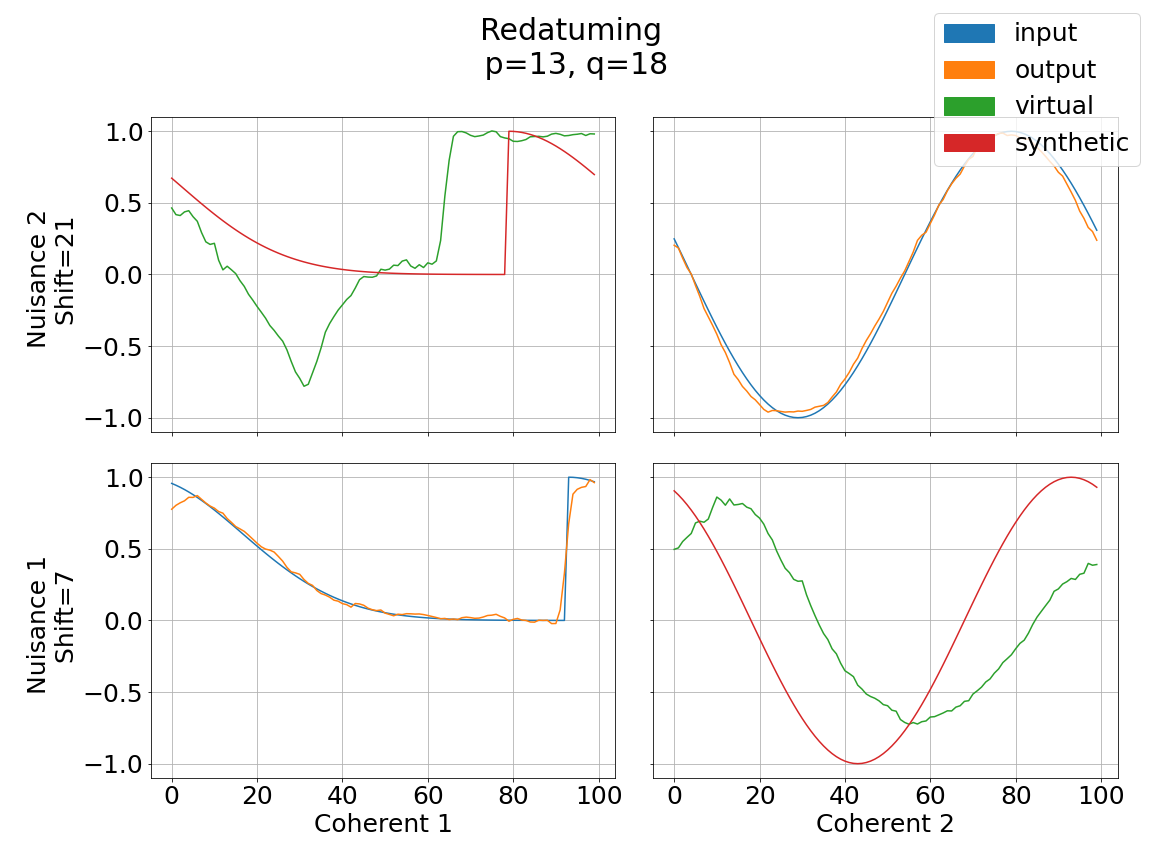 Redatuming
p=13, q=18
input
output
virtual
synthetic
Nuisance 2
Shift=21
1.0
0.5
0.0
−0.5
−1.0
Nuisance 1
Shift=7
1.0
0.5
0.0
−0.5
−1.0
0 20 40 60 80 100
Coherent 1
0 20 40 60 80 100
Coherent 2